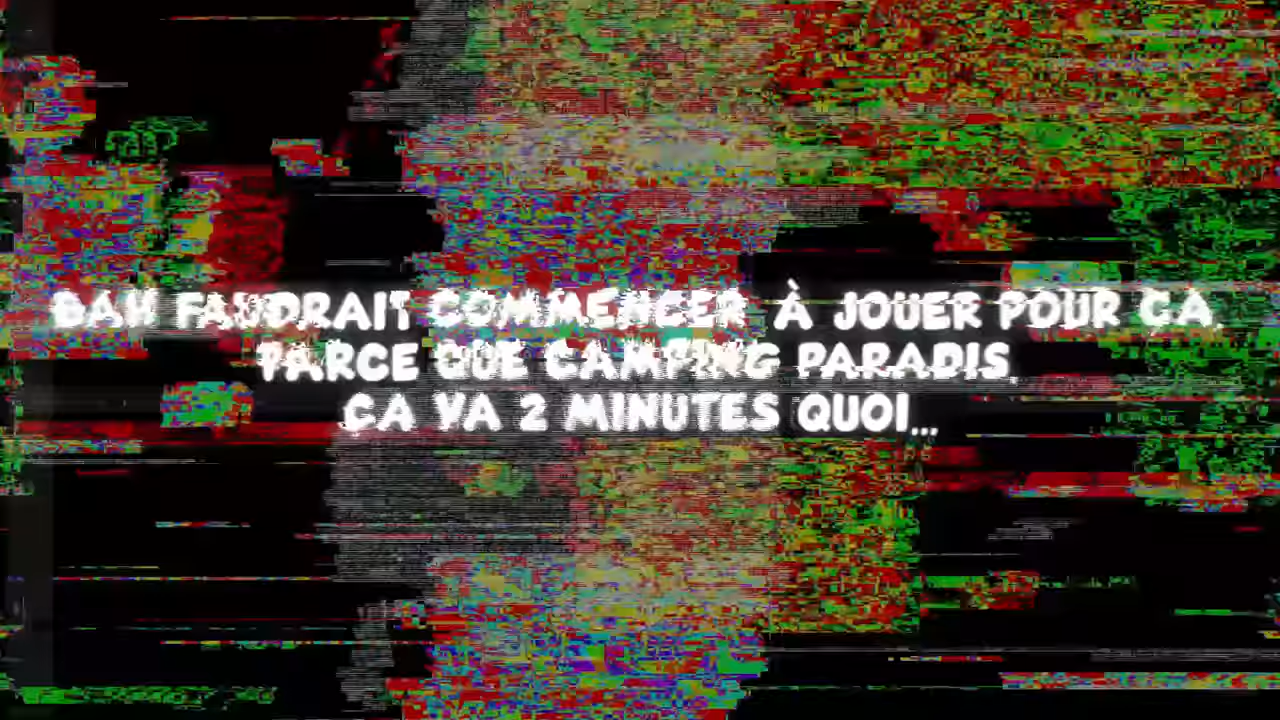 BAH FAUDRAIT COMMENCER À JOUER POUR ÇA,
PARCE QUE CAMPING PARADIS,
ÇA VA 2 MINUTES QUOI...